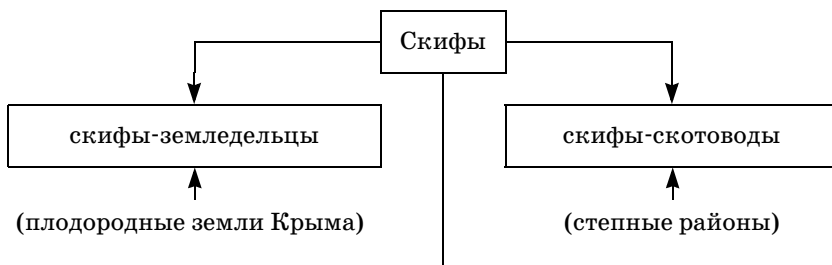 Скифы
скифы-земледельцы
скифы-скотоводы
(плодородные земли Крыма)
(степные районы)